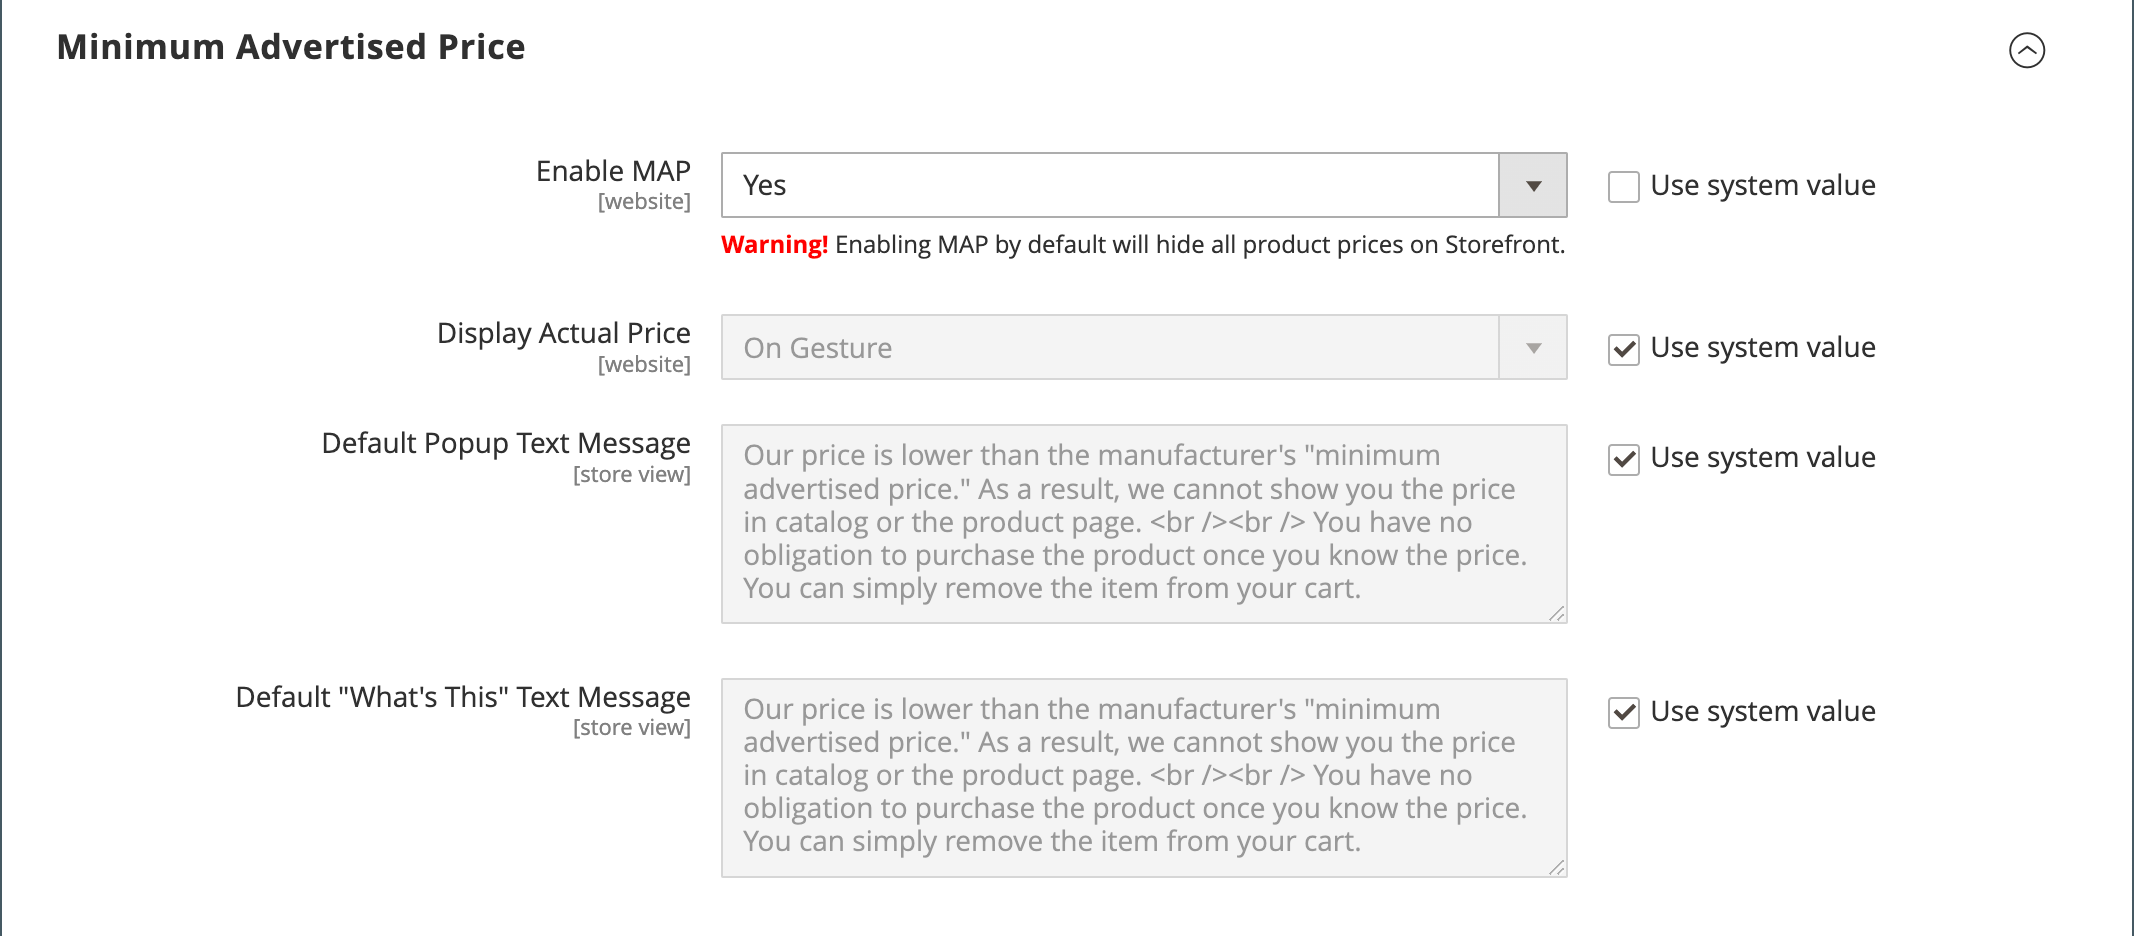 Minimum Advertised Price
Enable MAP
[website]
Yes
Use system value
Warning! Enabling MAP by default will hide all product prices on Storefront.
Display Actual Price
[website]
On Gesture
Use system value
Default Popup Text Message
[store view]
Our price is lower than the manufacturer's "minimum
advertised price." As a result, we cannot show you the price
in catalog or the product page. <br /><br /> You have no
obligation to purchase the product once you know the price.
You can simply remove the item from your cart.
Use system value
Default "What's This" Text Message
[store view]
Our price is lower than the manufacturer's "minimum
advertised price." As a result, we cannot show you the price
in catalog or the product page. <br /><br /> You have no
obligation to purchase the product once you know the price.
You can simply remove the item from your cart.
Use system value